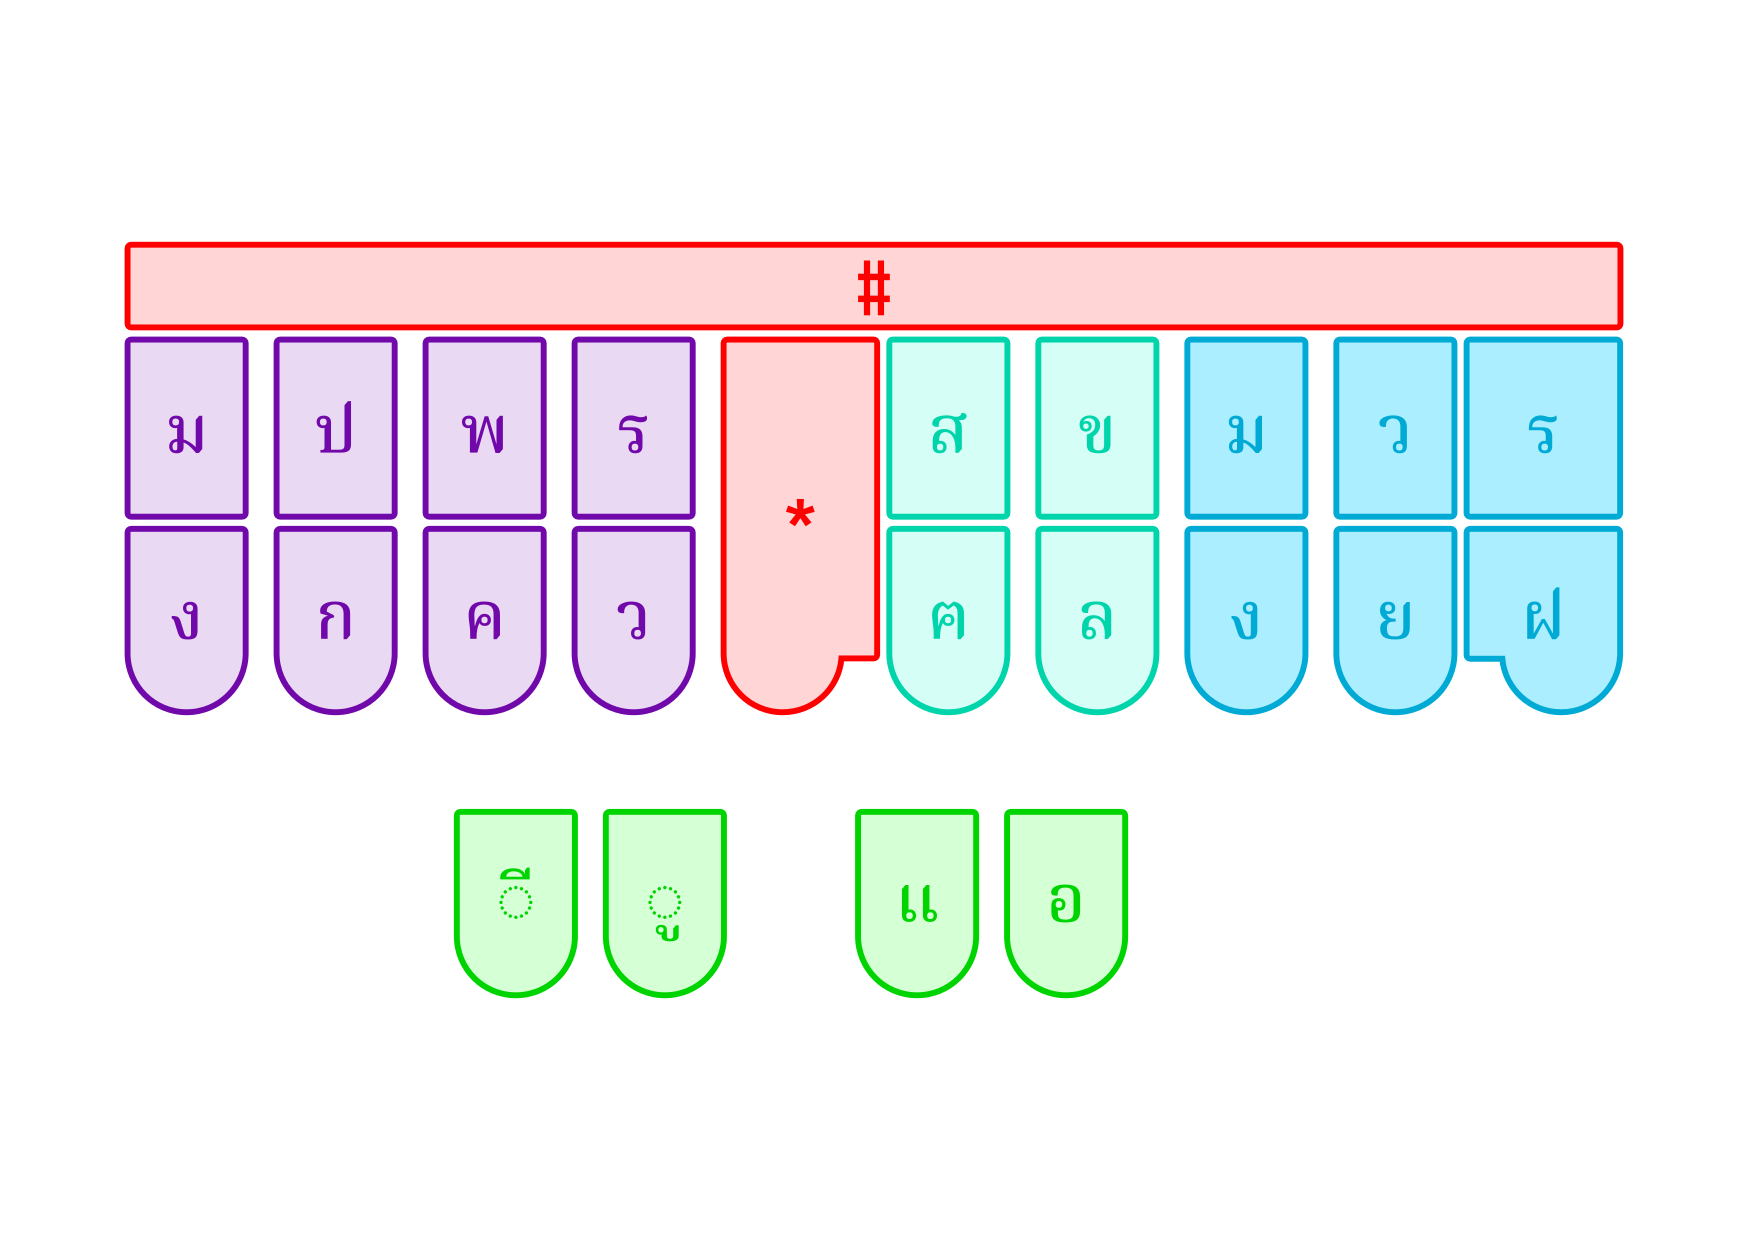 #
ม ป พ ร * ส ข ม ว ร
ง ก ค ว ฅ ล ง ย ฝ
◌ี ◌ู แ อ